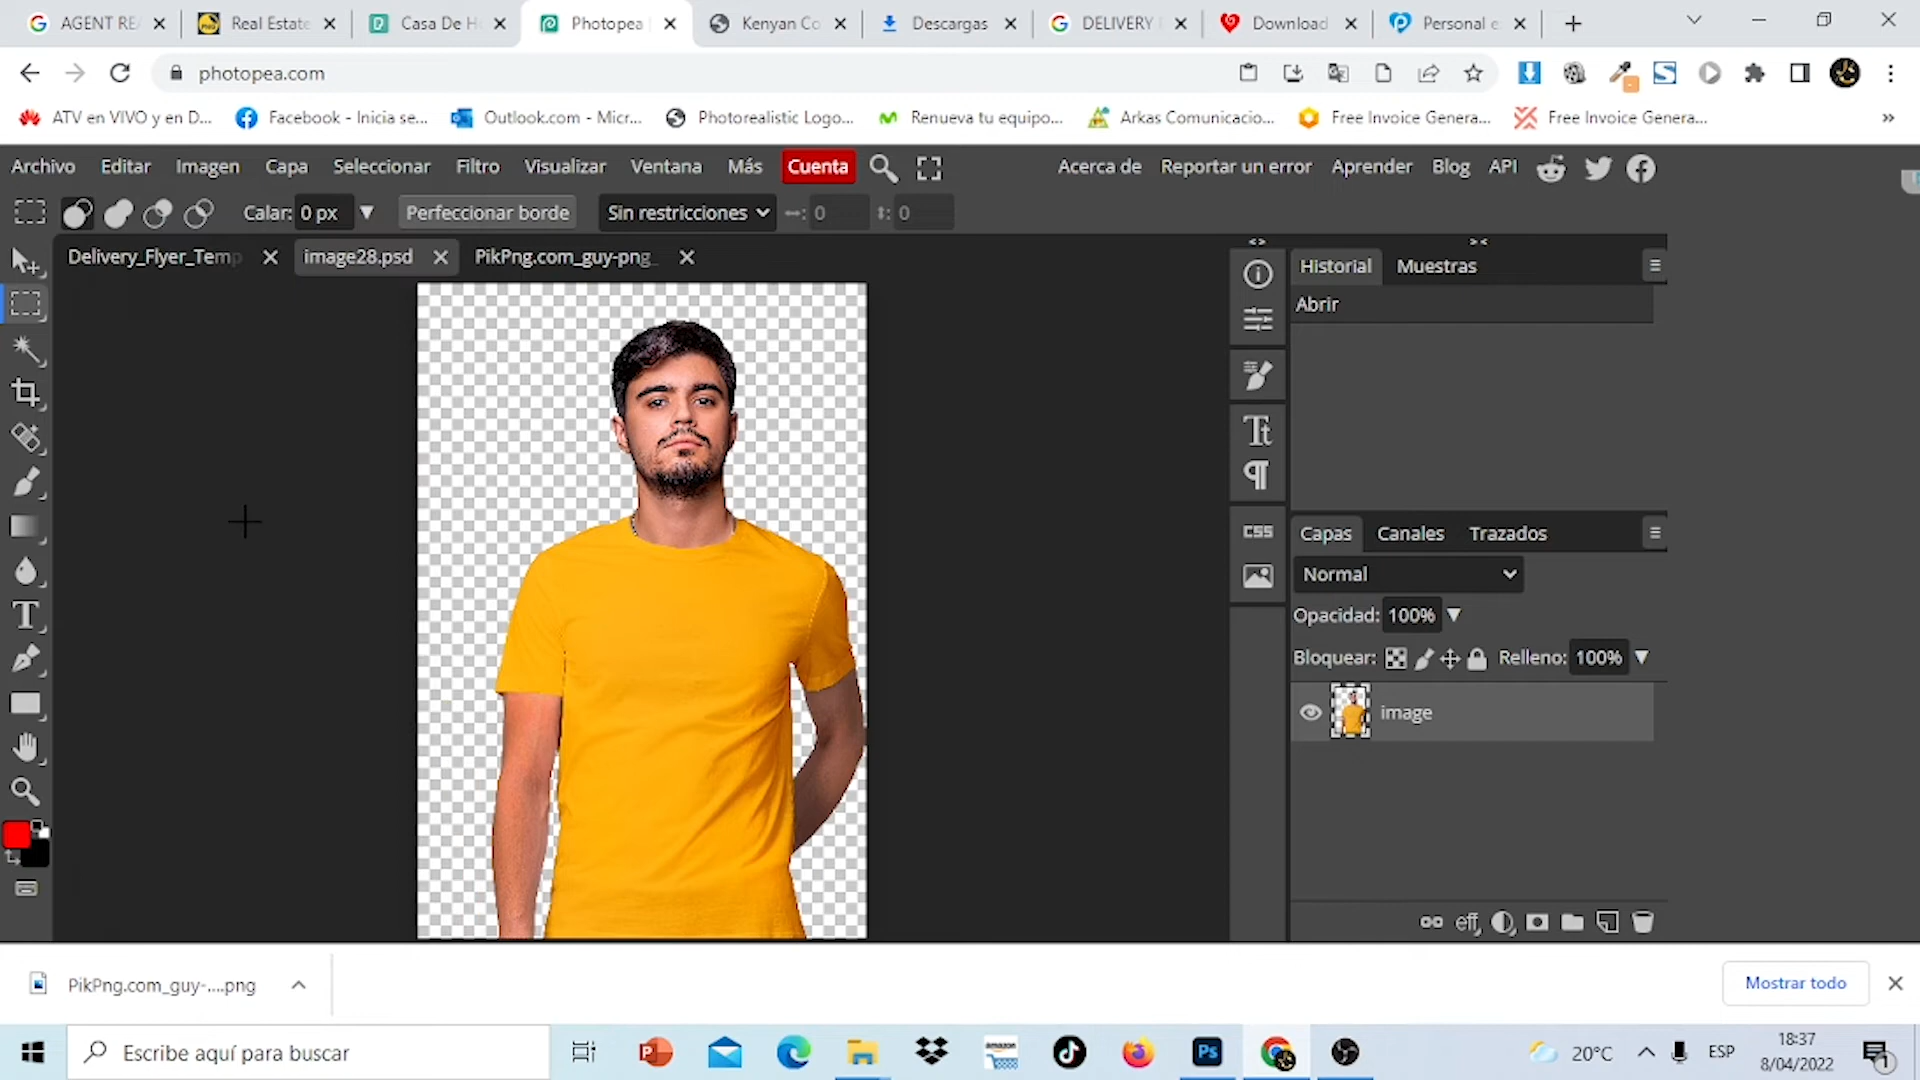 AGENT RE
Real Estate
Casa De H
Photopea
Kenyan Co
Descargas
DELIVERY
Download
Personal e
photopea.com
ATV en VIVO y en D...
Facebook - Inicia se...
Outlook.com - Micr...
Photorealistic Logo...
Renueva tu equipo...
Arkas Comunicacio...
Free Invoice Genera...
Free Invoice Genera...
»
Archivo Editar Imagen Capa Seleccionar Filtro Visualizar Ventana Más Cuenta
Acerca de Reportar un error Aprender Blog API
Calar: 0 px Perfeccionar borde Sin restricciones 0 0
Delivery_Flyer_Temp image28.psd PikPng.com_guy-png_
Historial Muestras
Abrir
CSS
Capas Canales Trazados
Normal
Opacidad: 100%
Bloquear: Relleno: 100%
image
eff
PikPng.com_guy-....png
Mostrar todo
Escribe aquí para buscar
amazon
Ps
20°C
ESP
18:37
8/04/2022
1